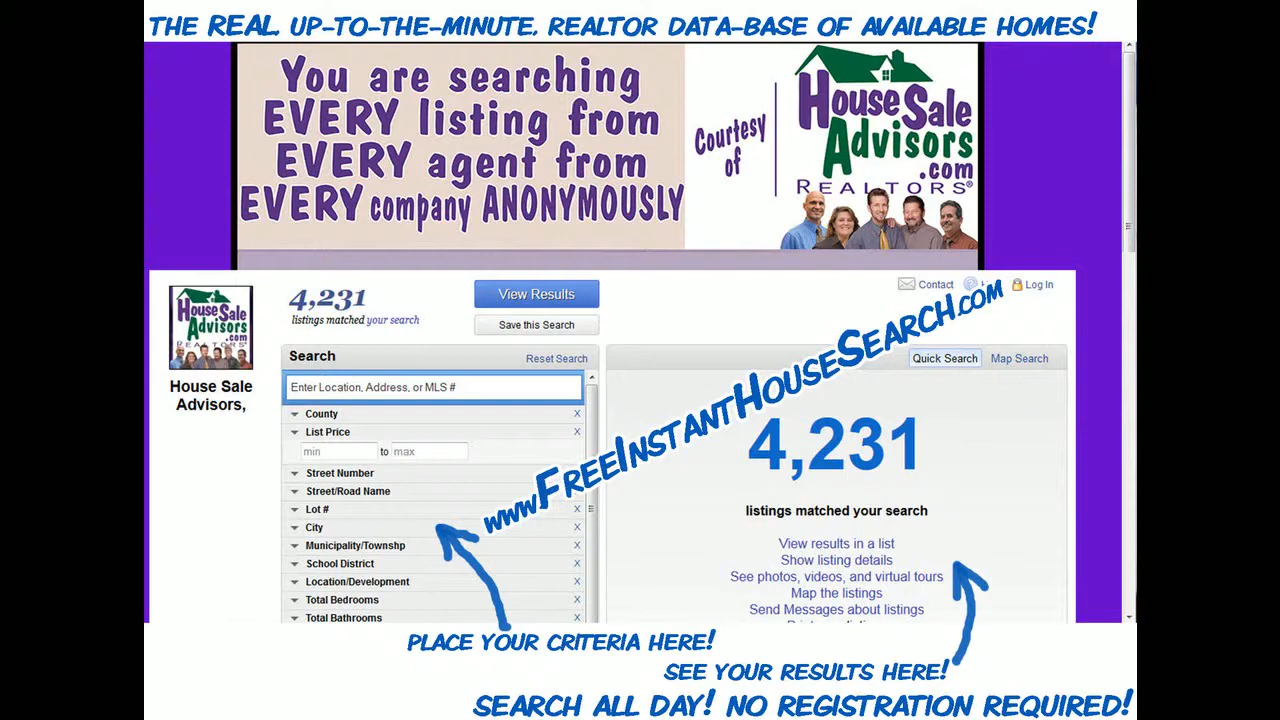 THE REAL, UP-TO-THE-MINUTE, REALTOR DATA-BASE OF AVAILABLE HOMES!
You are searching
EVERY listing from
EVERY agent from
EVERY company ANONYMOUSLY
Courtesy
of
HouseSale
Advisors
.com
REALTORS®
HouseSale
Advisors
.com
REALTORS
House Sale
Advisors,
4,231
listings matched your search
View Results
Save this Search
Contact
Log In
Search
Reset Search
Quick Search
Map Search
Enter Location, Address, or MLS #
County X
List Price X
min to max
Street Number
Street/Road Name
Lot # X
City X
Municipality/Townshp X
School District X
Location/Development X
Total Bedrooms X
Total Bathrooms X
www.FreeInstantHouseSearch.com
4,231
listings matched your search
View results in a list
Show listing details
See photos, videos, and virtual tours
Map the listings
Send Messages about listings
PLACE YOUR CRITERIA HERE!
SEE YOUR RESULTS HERE!
SEARCH ALL DAY! NO REGISTRATION REQUIRED!